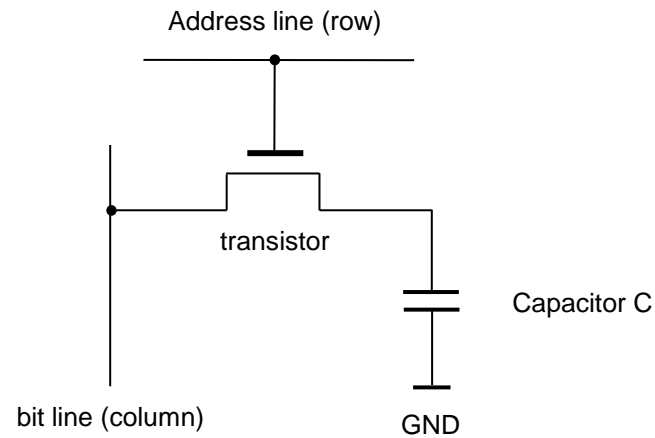 Address line (row)
transistor
Capacitor C
bit line (column)
GND